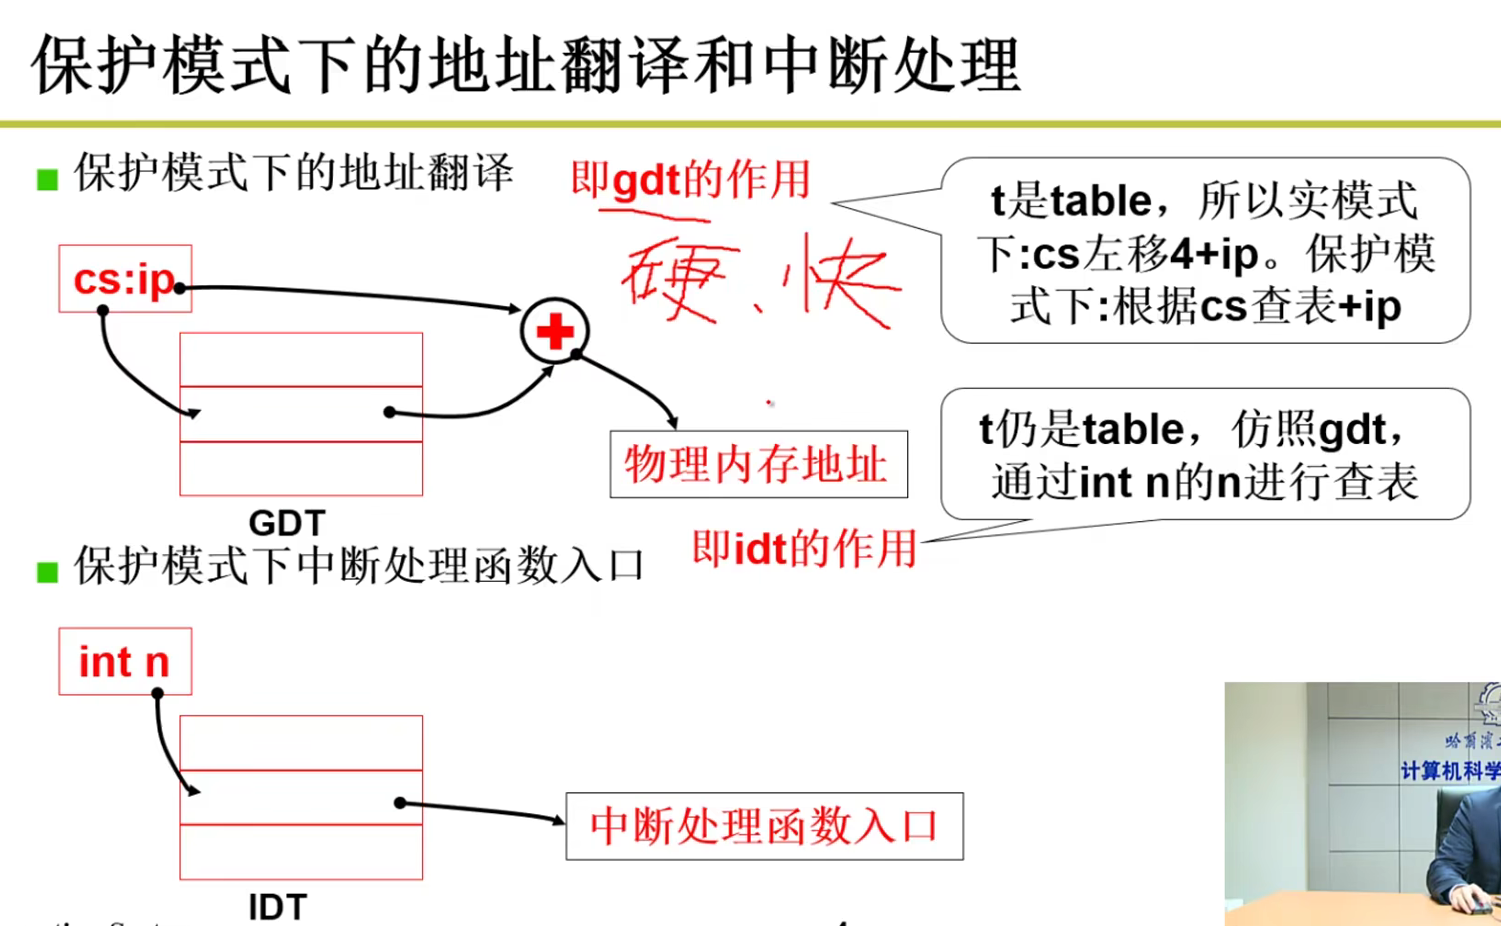 保护模式下的地址翻译和中断处理
保护模式下的地址翻译
即gdt的作用
硬、快
t是table，所以实模式
下:cs左移4+ip。保护模
式下:根据cs查表+ip
cs:ip
物理内存地址
GDT
t仍是table，仿照gdt，
通过int n的n进行查表
保护模式下中断处理函数入口
即idt的作用
int n
中断处理函数入口
IDT
计算机科学